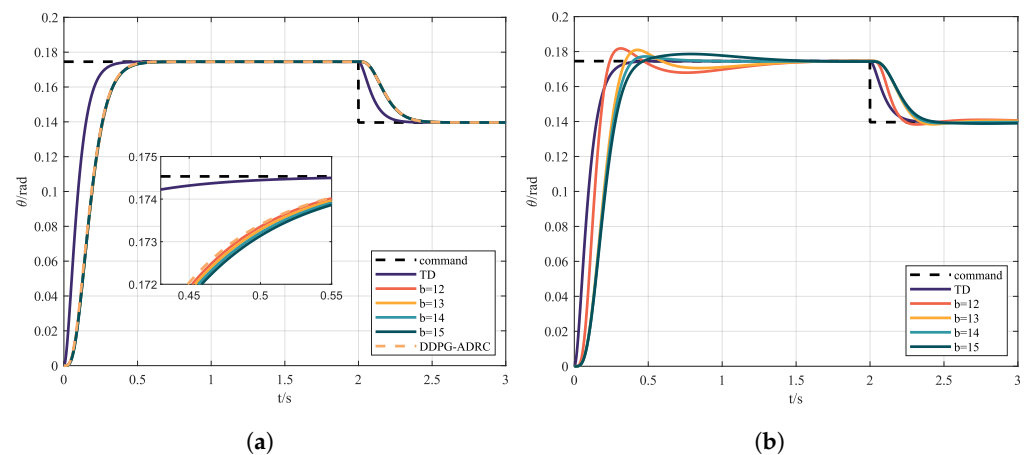 0.2
0.18
0.16
0.14
0.12
0.1
0.08
0.06
0.04
0.02
0
θ/rad
0 0.5 1 1.5 2 2.5 3
t/s
0.175
0.174
0.173
0.172
0.45 0.5 0.55
command
TD
b=12
b=13
b=14
b=15
DDPG-ADRC
(a)
0.2
0.18
0.16
0.14
0.12
0.1
0.08
0.06
0.04
0.02
0
θ/rad
0 0.5 1 1.5 2 2.5 3
t/s
command
TD
b=12
b=13
b=14
b=15
(b)